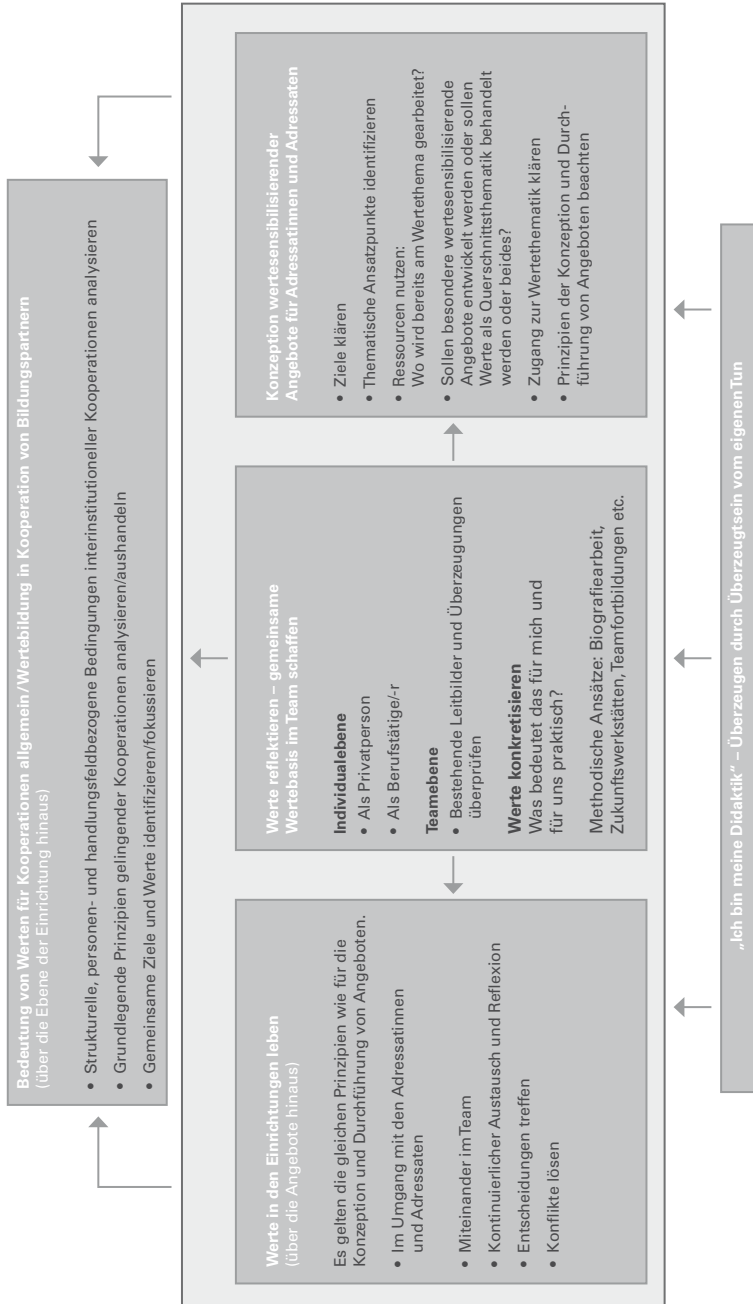 Bedeutung von Werten für Kooperationen allgemein/Wertebildung in Kooperation von Bildungspartnern
(über die Ebene der Einrichtung hinaus)
• Strukturelle, personen- und handlungsfeldbezogene Bedingungen interinstitutioneller Kooperationen analysieren
• Grundlegende Prinzipien gelingender Kooperationen analysieren/aushandeln
• Gemeinsame Ziele und Werte identifizieren/fokussieren
Werte in den Einrichtungen leben
(über die Angebote hinaus)
Es gelten die gleichen Prinzipien wie für die
Konzeption und Durchführung von Angeboten.
• Im Umgang mit den Adressatinnen
und Adressaten
• Miteinander im Team
• Kontinuierlicher Austausch und Reflexion
• Entscheidungen treffen
• Konflikte lösen
Werte reflektieren – gemeinsame
Wertebasis im Team schaffen
Individualebene
• Als Privatperson
• Als Berufstätige/-r
Teamebene
• Bestehende Leitbilder und Überzeugungen
überprüfen
Werte konkretisieren
Was bedeutet das für mich und
für uns praktisch?
Methodische Ansätze: Biografiearbeit,
Zukunftswerkstätten, Teamfortbildungen etc.
Konzeption wertesensibilisierender
Angebote für Adressatinnen und Adressaten
• Ziele klären
• Thematische Ansatzpunkte identifizieren
• Ressourcen nutzen:
Wo wird bereits am Wertethema gearbeitet?
• Sollen besondere wertesensibilisierende
Angebote entwickelt werden oder sollen
Werte als Querschnittsthematik behandelt
werden oder beides?
• Zugang zur Wertethematik klären
• Prinzipien der Konzeption und Durch-
führung von Angeboten beachten
„Ich bin meine Didaktik“ – Überzeugen durch Überzeugtsein vom eigenen Tun